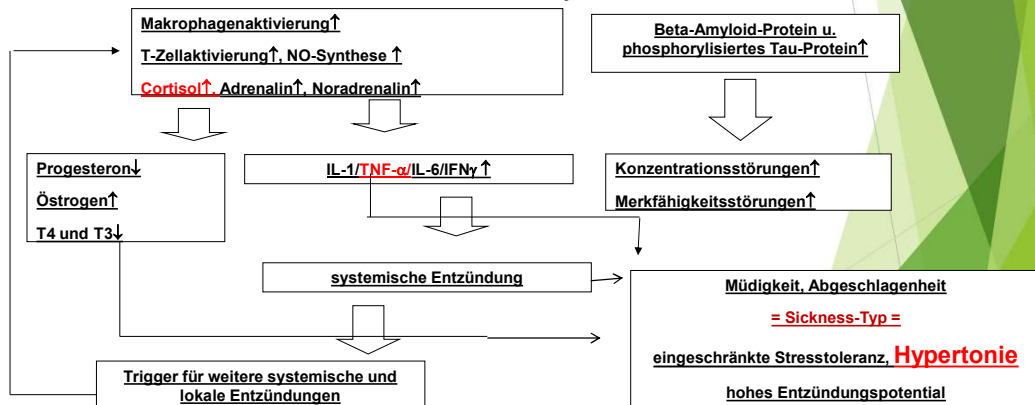 Makrophagenaktivierung↑
T-Zellaktivierung↑, NO-Synthese ↑
Cortisol↑, Adrenalin↑, Noradrenalin↑
Beta-Amyloid-Protein u.
phosphorylisiertes Tau-Protein↑
Progesteron↓
Östrogen↑
T4 und T3↓
IL-1/TNF-α/IL-6/IFNγ ↑
Konzentrationsstörungen↑
Merkfähigkeitsstörungen↑
systemische Entzündung
Müdigkeit, Abgeschlagenheit
= Sickness-Typ =
eingeschränkte Stresstoleranz, Hypertonie
hohes Entzündungspotential
Trigger für weitere systemische und
lokale Entzündungen